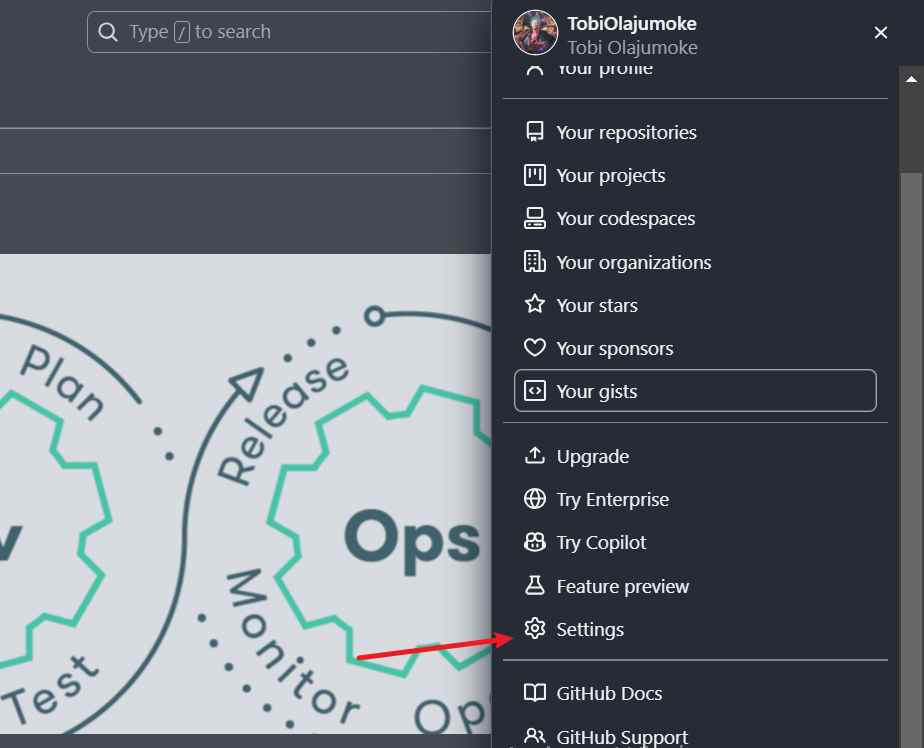 Type / to search
TobiOlajumoke
Tobi Olajumoke
Your profile
Your repositories
Your projects
Your codespaces
Your organizations
Your stars
Your sponsors
Your gists
Upgrade
Try Enterprise
Try Copilot
Feature preview
Settings
GitHub Docs
GitHub Support
Plan
Release
Ops
Monitor
Test